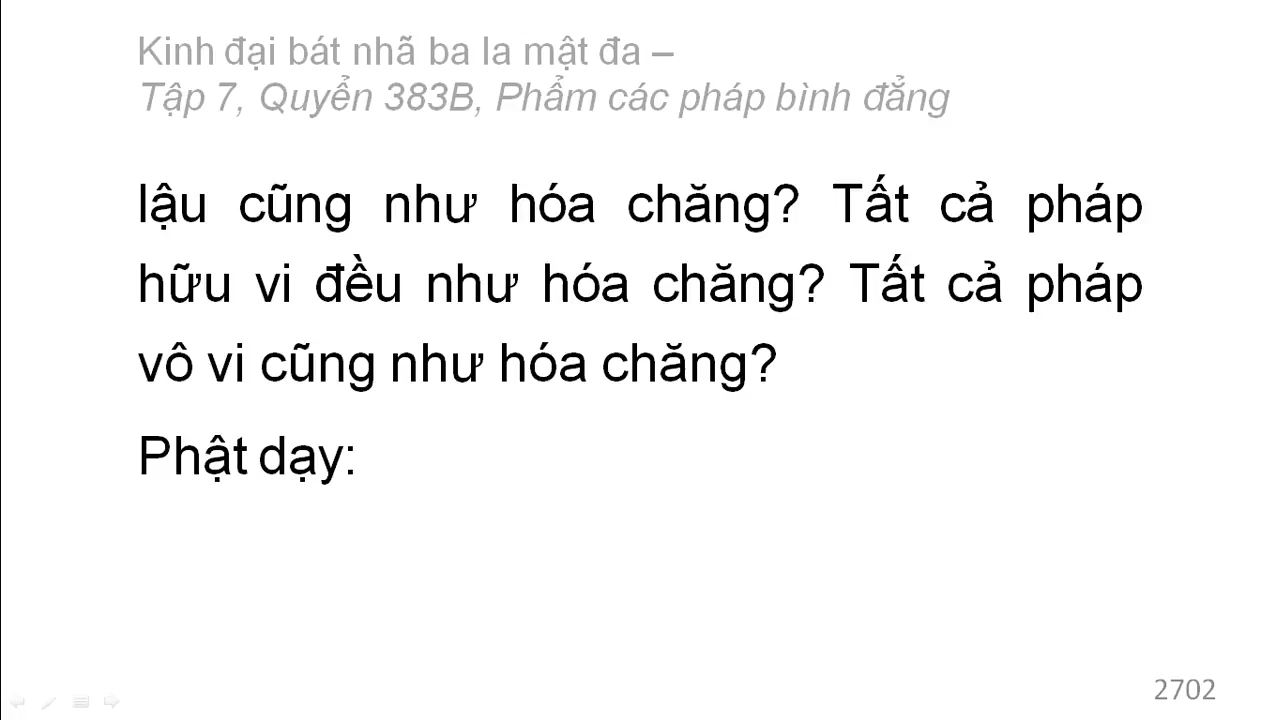 Kinh đại bát nhã ba la mật đa –
Tập 7, Quyển 383B, Phẩm các pháp bình đẳng
lậu cũng như hóa chăng? Tất cả pháp
hữu vi đều như hóa chăng? Tất cả pháp
vô vi cũng như hóa chăng?
Phật dạy:
2702